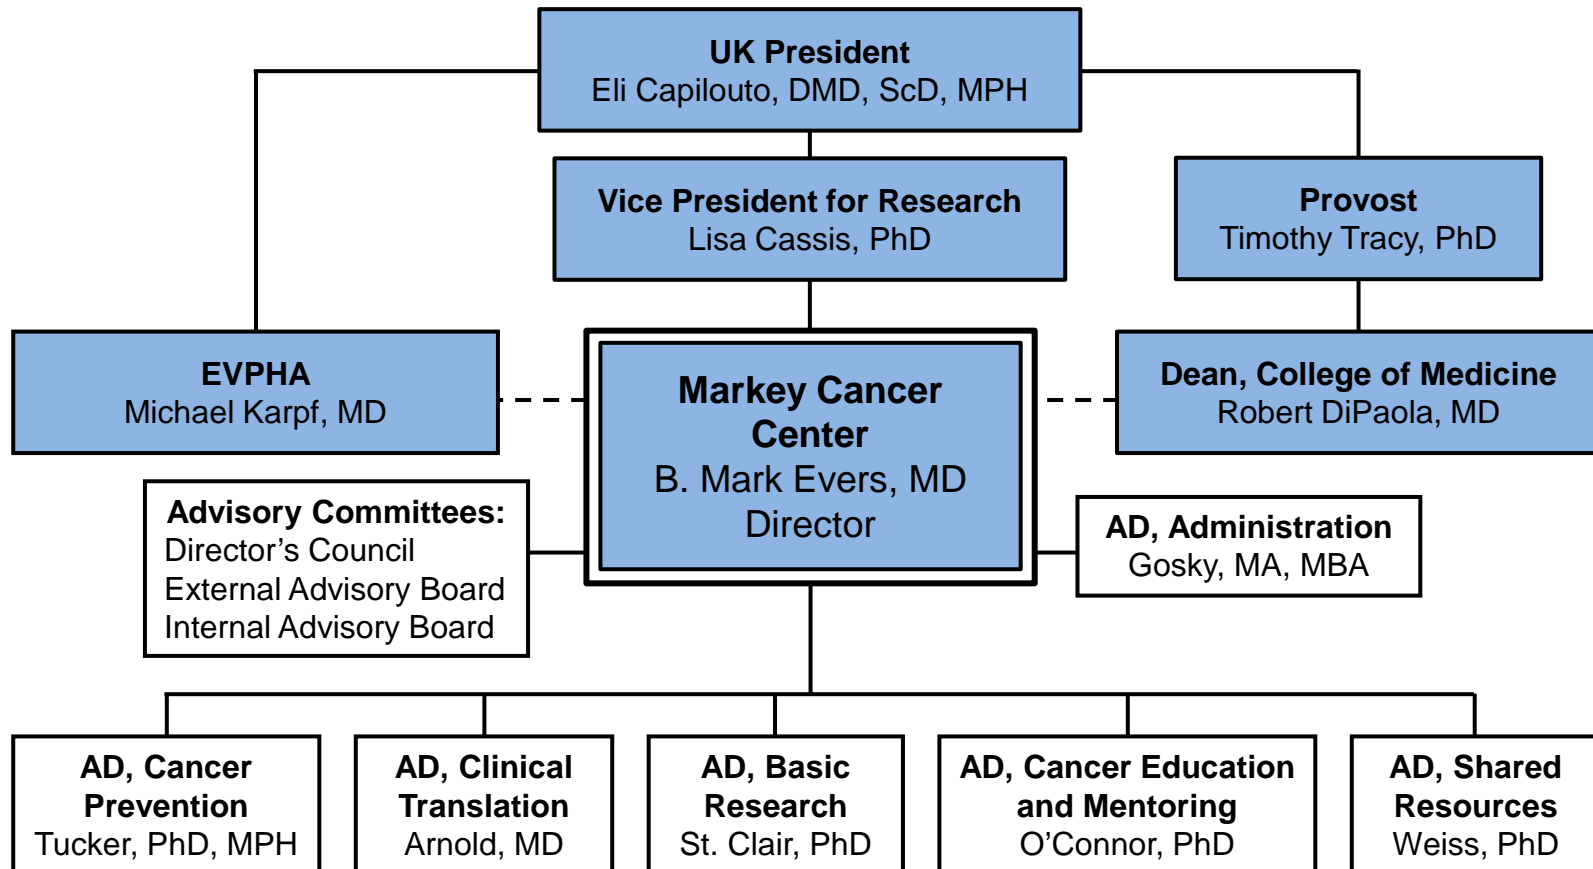 UK President
Eli Capilouto, DMD, ScD, MPH
Vice President for Research
Lisa Cassis, PhD
Provost
Timothy Tracy, PhD
EVPHA
Michael Karpf, MD
Markey Cancer
Center
B. Mark Evers, MD
Director
Dean, College of Medicine
Robert DiPaola, MD
Advisory Committees:
Director’s Council
External Advisory Board
Internal Advisory Board
AD, Administration
Gosky, MA, MBA
AD, Cancer
Prevention
Tucker, PhD, MPH
AD, Clinical
Translation
Arnold, MD
AD, Basic
Research
St. Clair, PhD
AD, Cancer Education
and Mentoring
O’Connor, PhD
AD, Shared
Resources
Weiss, PhD